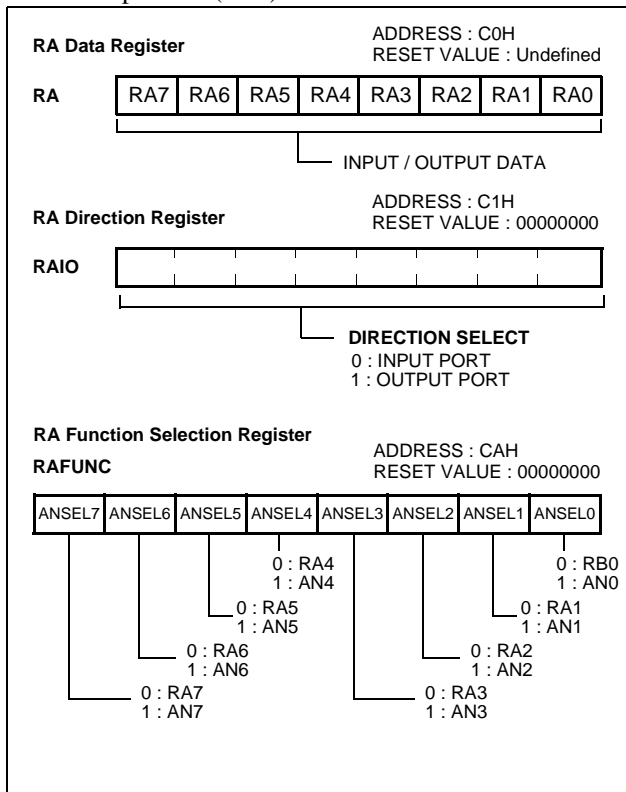 RA Data Register
ADDRESS : C0H
RESET VALUE : Undefined
RA
RA7 RA6 RA5 RA4 RA3 RA2 RA1 RA0
INPUT / OUTPUT DATA
RA Direction Register
ADDRESS : C1H
RESET VALUE : 00000000
RAIO
DIRECTION SELECT
0 : INPUT PORT
1 : OUTPUT PORT
RA Function Selection Register
RAFUNC
ADDRESS : CAH
RESET VALUE : 00000000
ANSEL7 ANSEL6 ANSEL5 ANSEL4 ANSEL3 ANSEL2 ANSEL1 ANSEL0
0 : RA4
1 : AN4
0 : RB0
1 : AN0
0 : RA5
1 : AN5
0 : RA1
1 : AN1
0 : RA6
1 : AN6
0 : RA2
1 : AN2
0 : RA7
1 : AN7
0 : RA3
1 : AN3